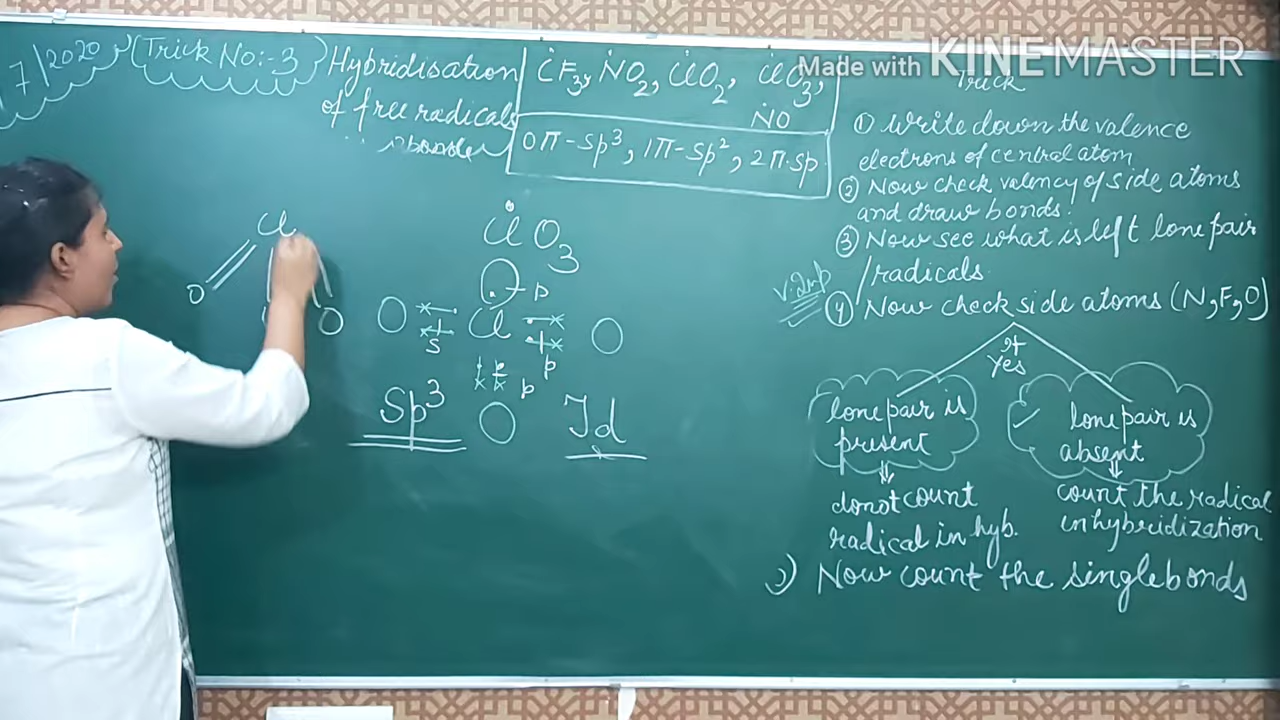 7/2020
(Trick No:-3)
Hybridisation
of free radicals
ĊF3, ṄO2, ĊlO2, ĊlO3,
ṄO
0π-sp³, 1π-sp², 2π.sp.
Made with KINEMASTER
Trick
① Write down the valence
electrons of central atom
② Now check valency of side atoms
and draw bonds.
③ Now see what is left lone pair
/radicals.
v.imp
④ Now check side atoms (N,F,O)
If
Yes
lone pair is
present
⇓
donot count
radical in hyb.
✓ lone pair is
absent
⇓
count the radical
in hybridization
Now count the single bonds
Cl
O
O
ĊlO3
p
O Cl O
s p
p
Sp³ O Td